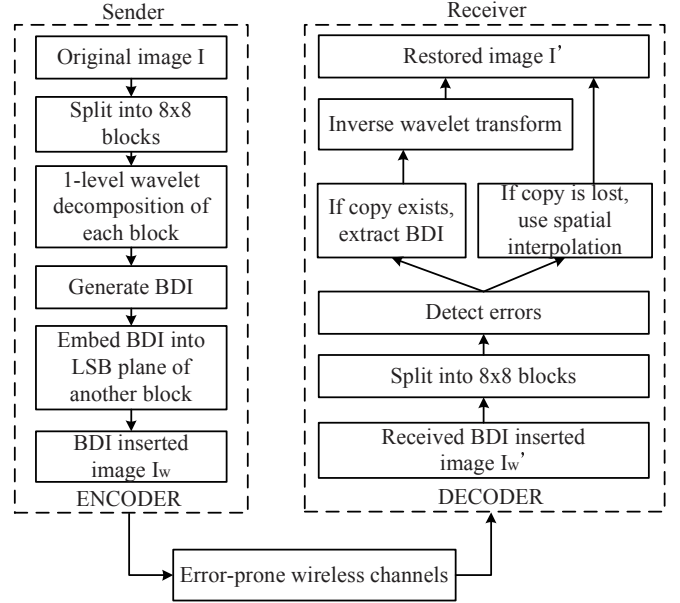 Sender
Original image I
Split into 8x8
blocks
1-level wavelet
decomposition of
each block
Generate BDI
Embed BDI into
LSB plane of
another block
BDI inserted
image Iw
ENCODER
Receiver
Restored image I’
Inverse wavelet transform
If copy exists,
extract BDI
If copy is lost,
use spatial
interpolation
Detect errors
Split into 8x8 blocks
Received BDI inserted
image Iw’
DECODER
Error-prone wireless channels